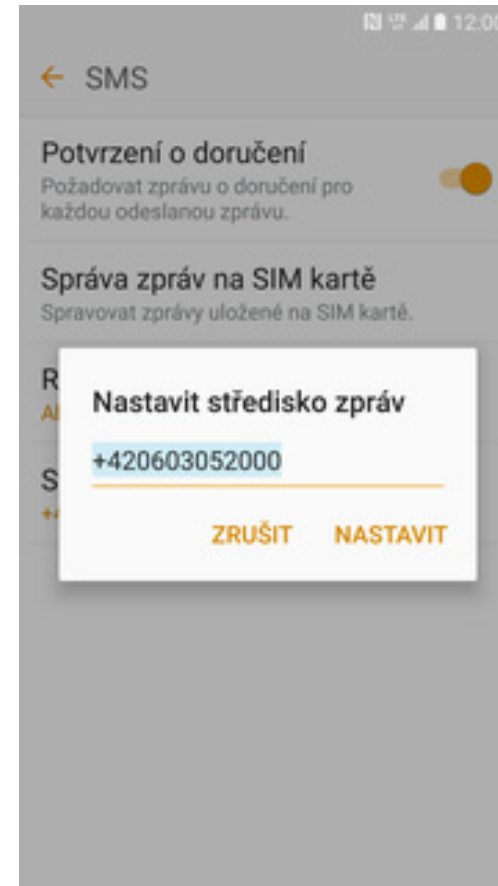 12:00
SMS
Potvrzení o doručení
Požadovat zprávu o doručení pro
každou odeslanou zprávu.
Správa zpráv na SIM kartě
Spravovat zprávy uložené na SIM kartě.
Nastavit středisko zpráv
+420603052000
ZRUŠIT NASTAVIT